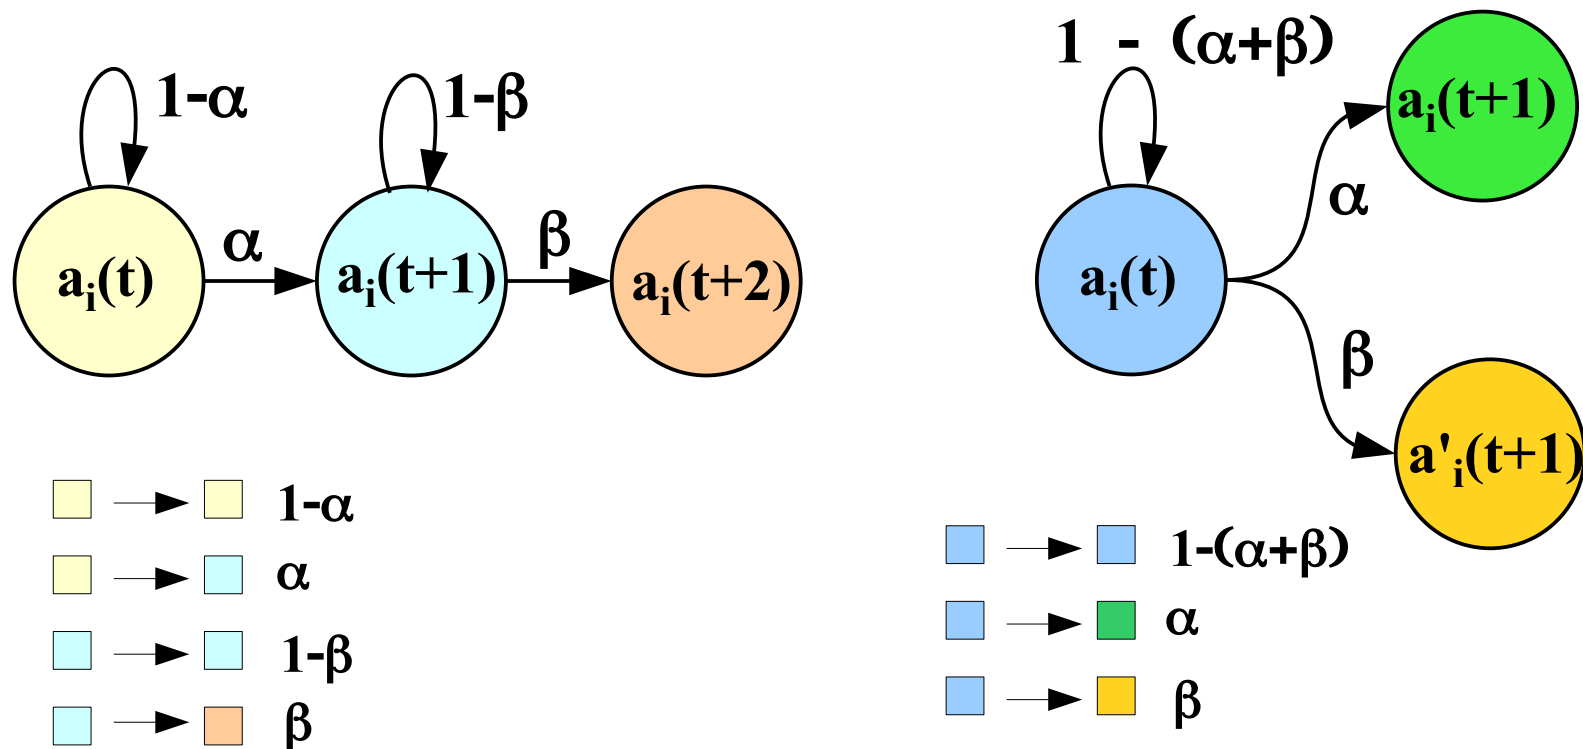 1-α
1-β
aᵢ(t)
α
aᵢ(t+1)
β
aᵢ(t+2)
1-α
α
1-β
β
1 - (α+β)
aᵢ(t)
α
aᵢ(t+1)
β
a'ᵢ(t+1)
1-(α+β)
α
β